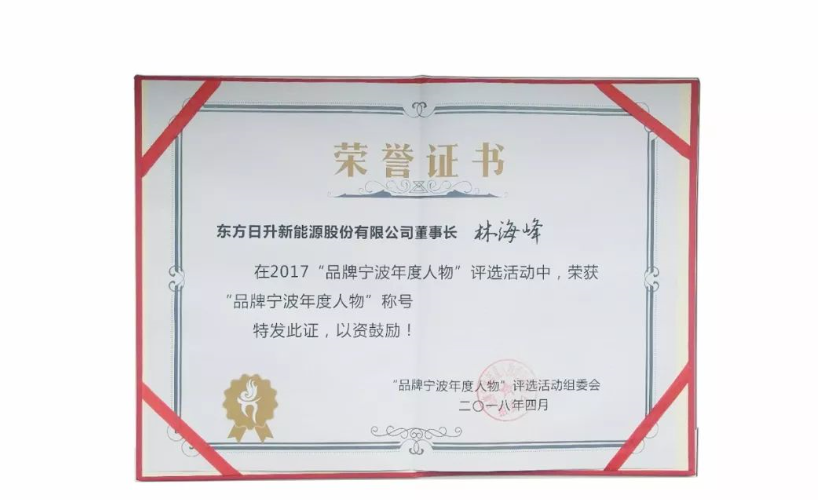 荣誉证书
东方日升新能源股份有限公司董事长 林海峰
在2017“品牌宁波年度人物”评选活动中，荣获
“品牌宁波年度人物”称号
特发此证，以资鼓励！
“品牌宁波年度人物”评选活动组委会
二〇一八年四月